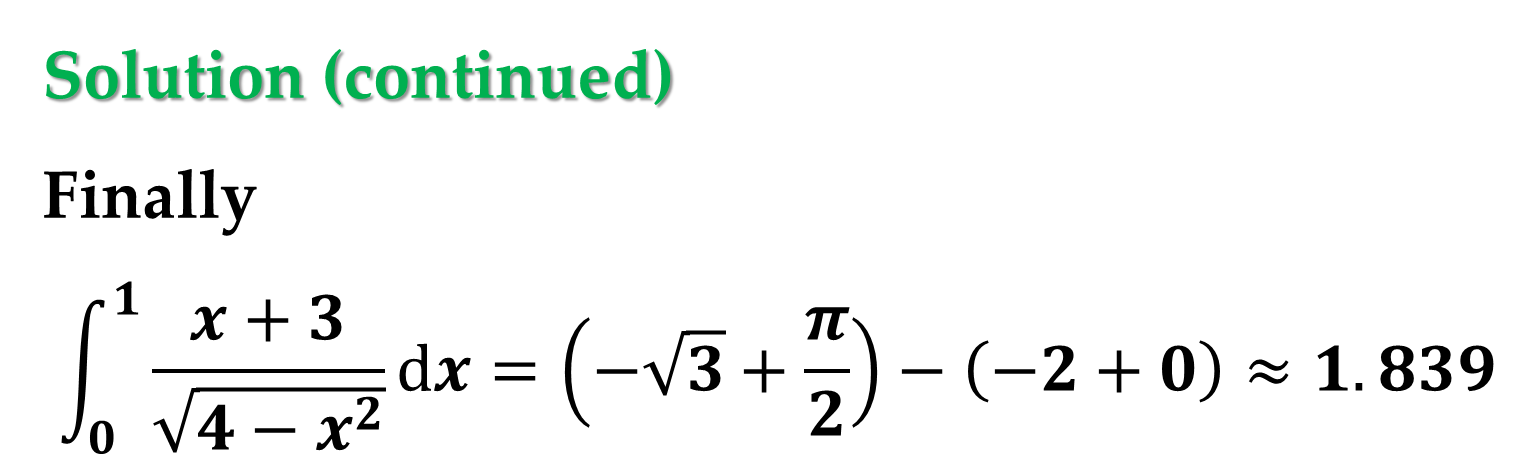 Solution (continued)
Finally
∫₀¹ (x + 3)/√(4 − x²) dx = (−√3 + π/2) − (−2 + 0) ≈ 1.839